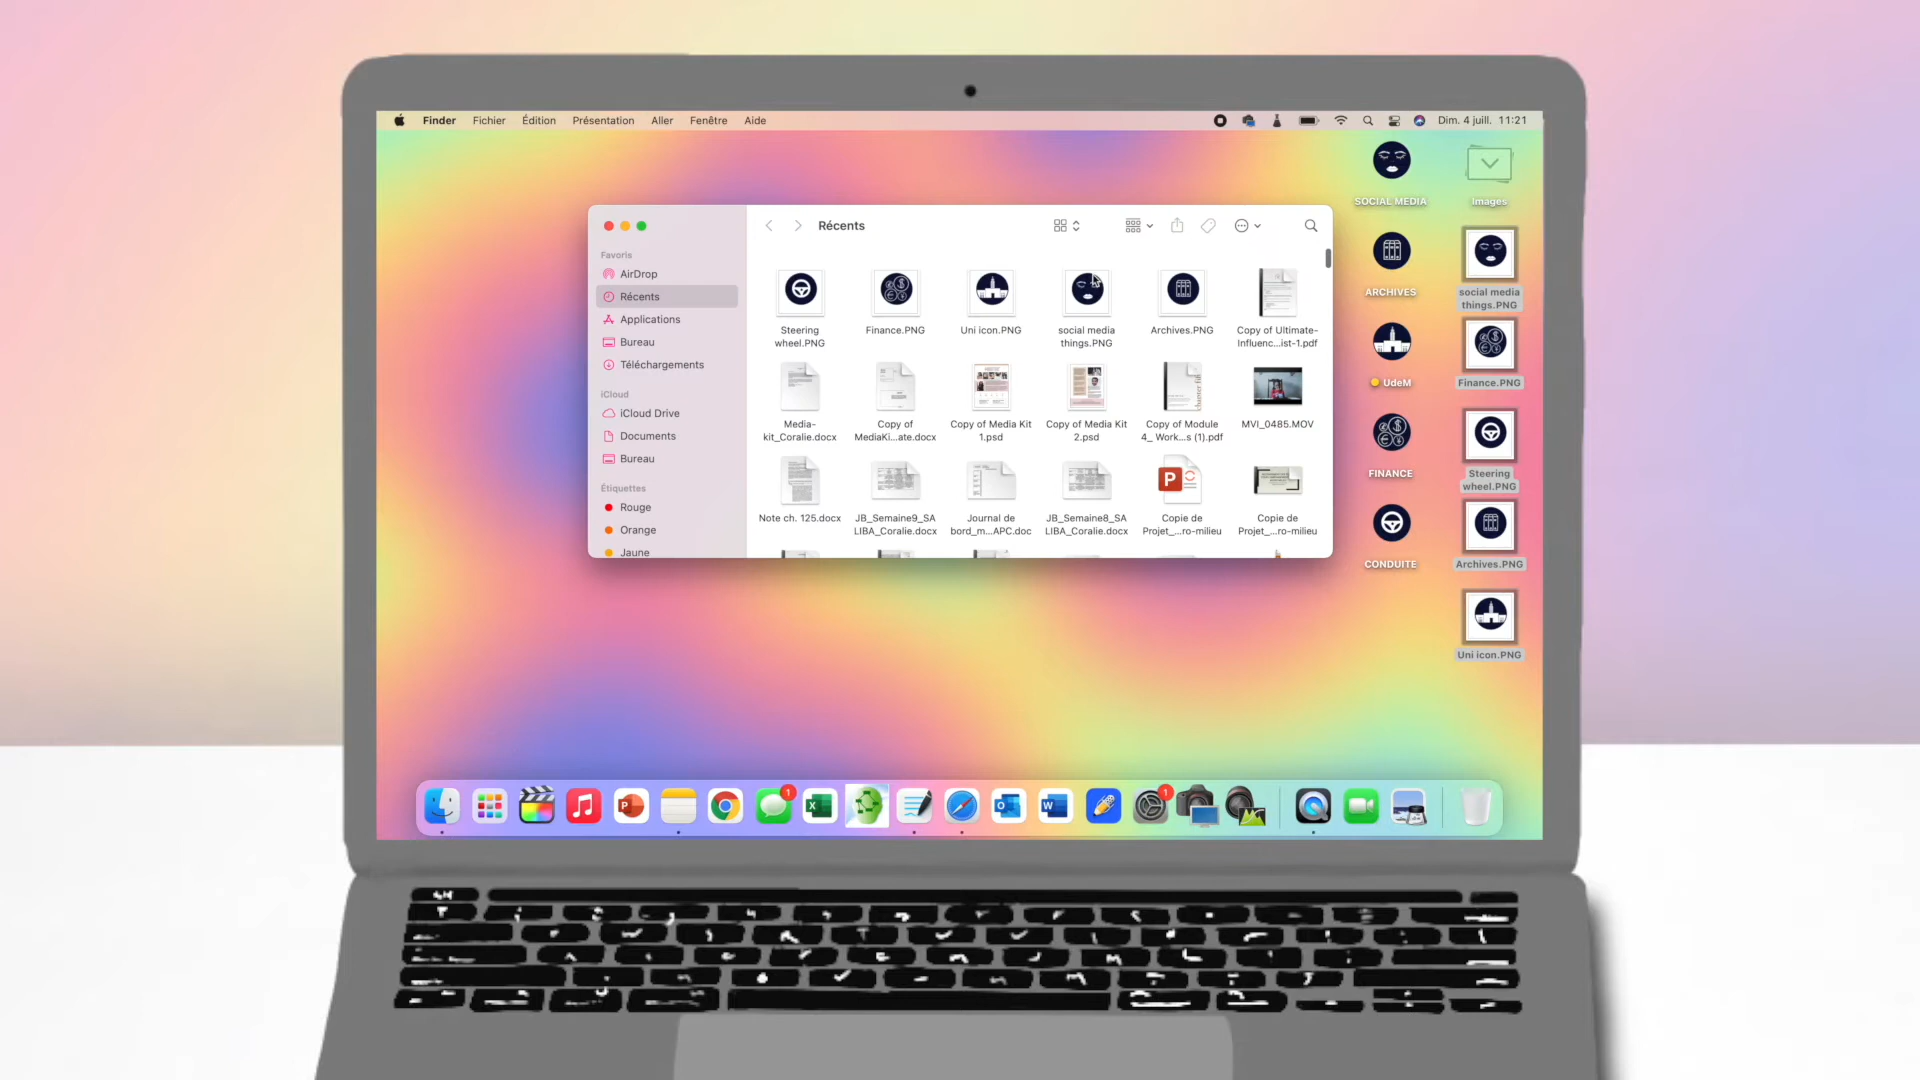 Finder Fichier Édition Présentation Aller Fenêtre Aide
Dim. 4 juill. 11:21
Récents
Favoris
AirDrop
Récents
Applications
Bureau
Téléchargements
iCloud
iCloud Drive
Documents
Bureau
Étiquettes
Rouge
Orange
Jaune
Steering
wheel.PNG
Finance.PNG
Uni icon.PNG
social media
things.PNG
Archives.PNG
Copy of Ultimate-
Influenc...ist-1.pdf
Media-
kit_Coralie.docx
Copy of
MediaKi...ate.docx
Copy of Media Kit
1.psd
Copy of Media Kit
2.psd
Copy of Module
4_ Work...s (1).pdf
MVI_0485.MOV
Note ch. 125.docx
JB_Semaine9_SA
LIBA_Coralie.docx
Journal de
bord_m...APC.doc
JB_Semaine8_SA
LIBA_Coralie.docx
Copie de
Projet_...ro-milieu
Copie de
Projet_...ro-milieu
SOCIAL MEDIA
ARCHIVES
UdeM
FINANCE
CONDUITE
Images
social media
things.PNG
Finance.PNG
Steering
wheel.PNG
Archives.PNG
Uni icon.PNG
P
1
X
O
W
1